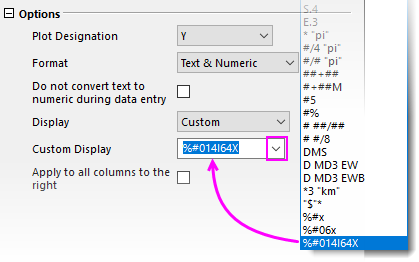 Options
Plot Designation Y
Format Text & Numeric
Do not convert text to
numeric during data entry
Display Custom
Custom Display %#014I64X
Apply to all columns to the
right
S.4
E.3
* "pi"
#/4 "pi"
#/# "pi"
##+##
##+##M
#5
#%
# ##/##
# #/8
DMS
D MD3 EW
D MD3 EWB
*3 "km"
"$"*
%#x
%#06x
%#014I64X